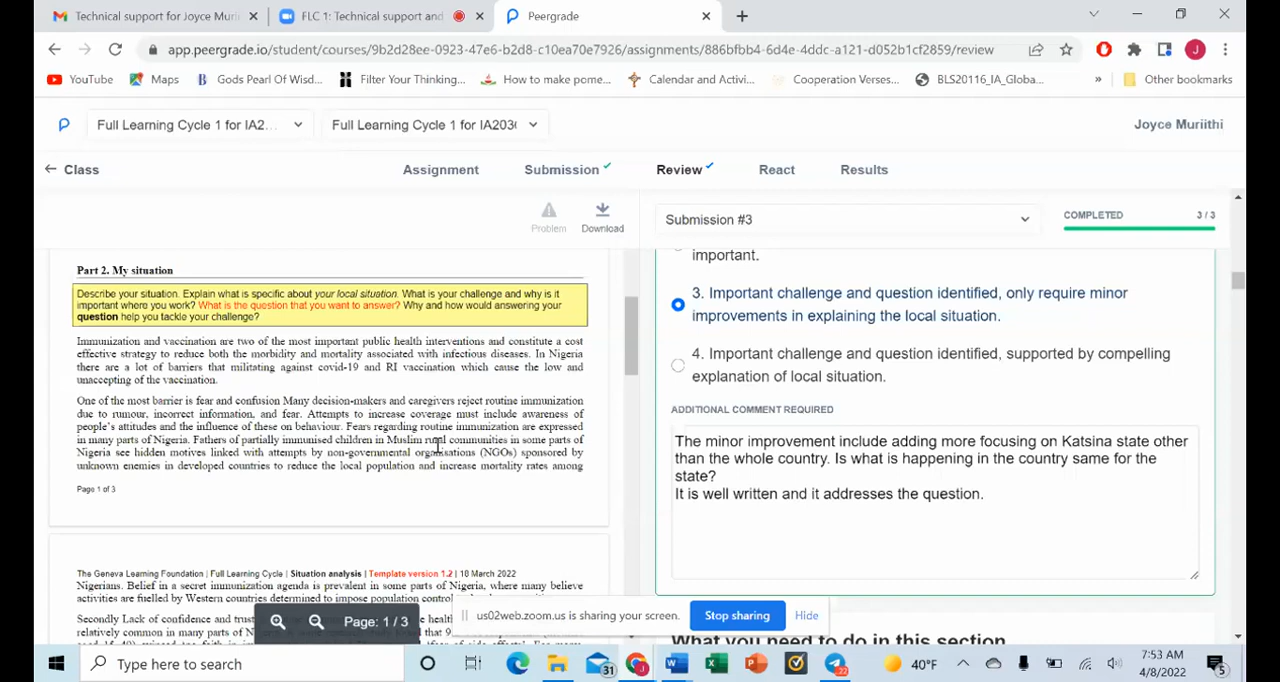 Technical support for Joyce Murii
FLC 1: Technical support and
Peergrade
app.peergrade.io/student/courses/9b2d28ee-0923-47e6-b2d8-c10ea70e7926/assignments/886bfbb4-6d4e-4ddc-a121-d052b1cf2859/review
J
YouTube
Maps
Gods Pearl Of Wisd...
Filter Your Thinking,...
How to make pome...
Calendar and Activi...
Cooperation Verses...
BLS20116_IA_Globa...
»
Other bookmarks
Full Learning Cycle 1 for IA2...
Full Learning Cycle 1 for IA203(
Joyce Muriithi
← Class
Assignment
Submission
Review
React
Results
Problem
Download
Submission #3
COMPLETED 3 / 3
Part 2. My situation
Describe your situation. Explain what is specific about your local situation. What is your challenge and why is it
important where you work? What is the question that you want to answer? Why and how would answering your
question help you tackle your challenge?
Immunization and vaccination are two of the most important public health interventions and constitute a cost
effective strategy to reduce both the morbidity and mortality associated with infectious diseases. In Nigeria
there are a lot of barriers that militating against covid-19 and RI vaccination which cause the low and
unaccepting of the vaccination.
One of the most barrier is fear and confusion Many decision-makers and caregivers reject routine immunization
due to rumour, incorrect information, and fear. Attempts to increase coverage must include awareness of
people's attitudes and the influence of these on behaviour. Fears regarding routine immunization are expressed
in many parts of Nigeria. Fathers of partially immunised children in Muslim rural communities in some parts of
Nigeria see hidden motives linked with attempts by non-governmental organisations (NGOs) sponsored by
unknown enemies in developed countries to reduce the local population and increase mortality rates among
Page 1 of 3
The Geneva Learning Foundation | Full Learning Cycle | Situation analysis | Template version 1.2 | 18 March 2022
Nigerians. Belief in a secret immunization agenda is prevalent in some parts of Nigeria, where many believe
activities are fuelled by Western countries determined to impose population control
Secondly Lack of confidence and trust
relatively common in many parts of
Page: 1 / 3
important.
3. Important challenge and question identified, only require minor
improvements in explaining the local situation.
4. Important challenge and question identified, supported by compelling
explanation of local situation.
ADDITIONAL COMMENT REQUIRED
The minor improvement include adding more focusing on Katsina state other
than the whole country. Is what is happening in the country same for the
state?
It is well written and it addresses the question.
What you need to do in this section
us02web.zoom.us is sharing your screen.
Stop sharing
Hide
Type here to search
31
22
40°F
7:53 AM
4/8/2022
5